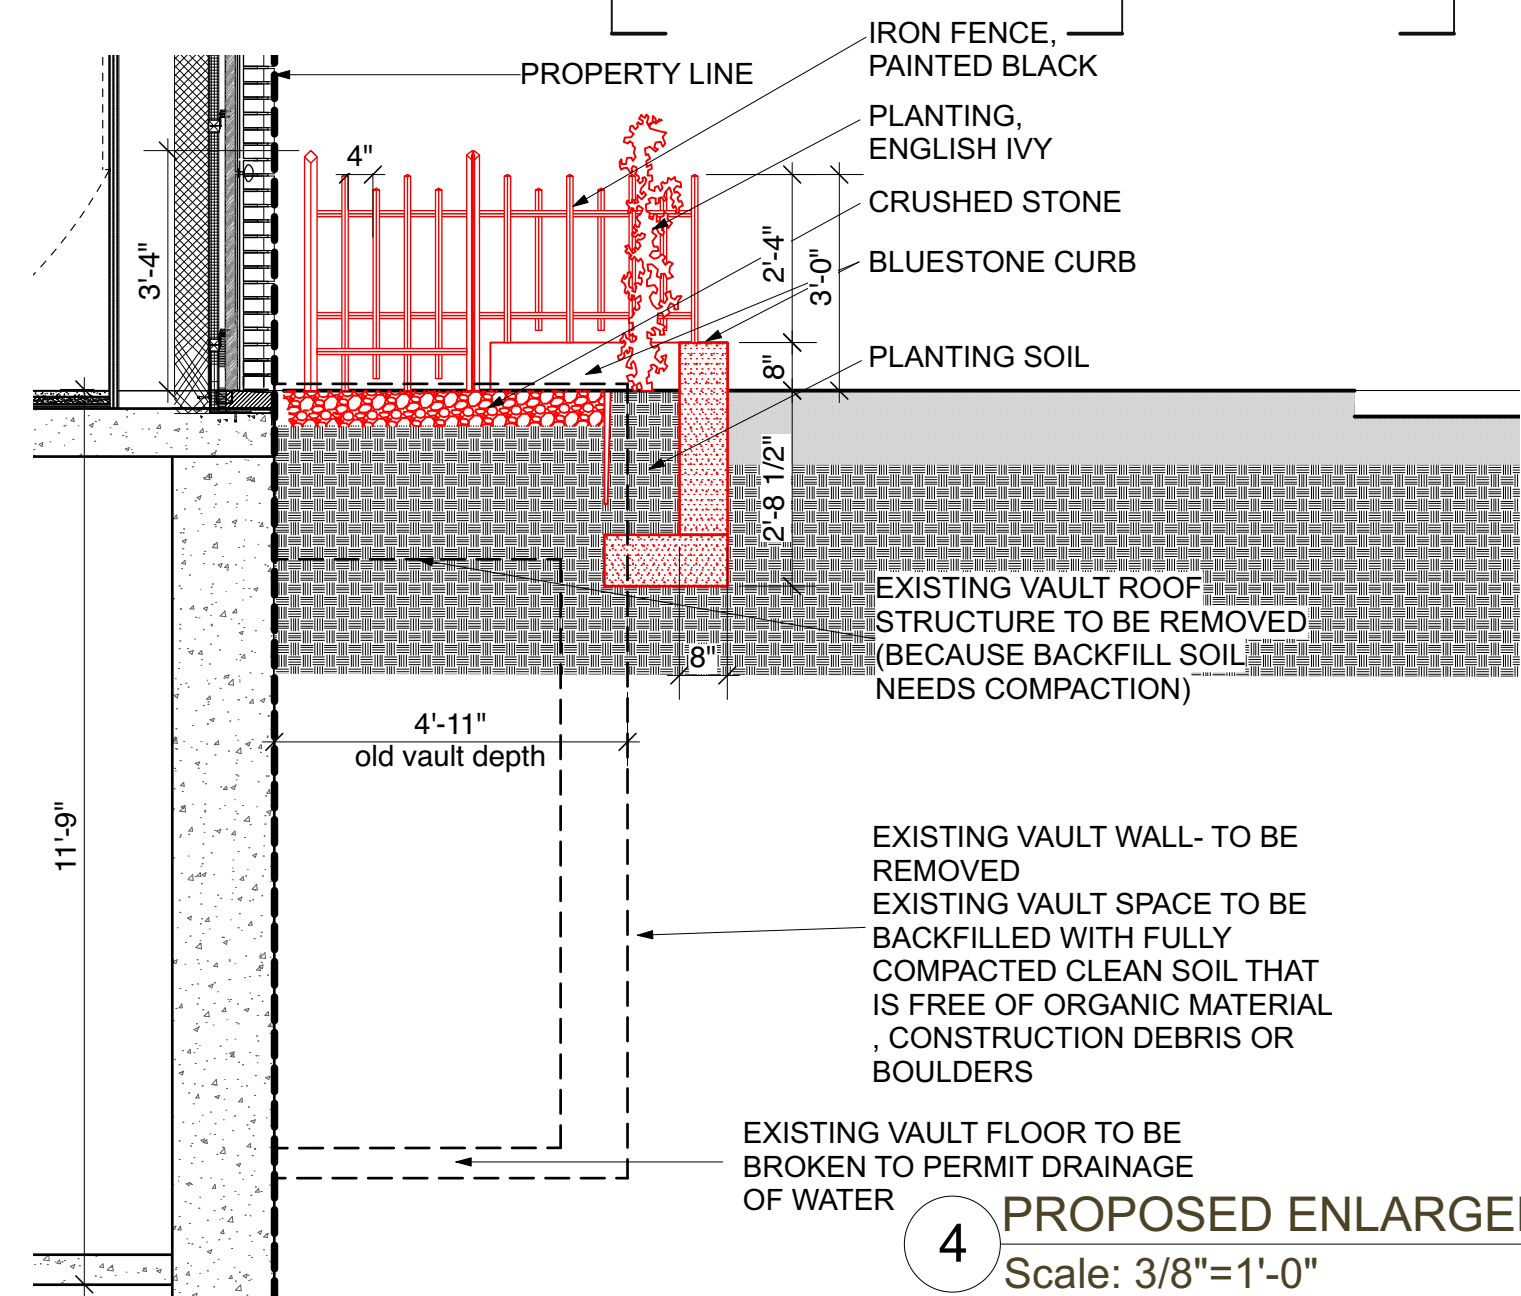 IRON FENCE,
PAINTED BLACK
PROPERTY LINE
PLANTING,
ENGLISH IVY
4"
CRUSHED STONE
3'-4"
2'-4"
3'-0"
BLUESTONE CURB
8"
PLANTING SOIL
2'-8 1/2"
EXISTING VAULT ROOF
STRUCTURE TO BE REMOVED
(BECAUSE BACKFILL SOIL
NEEDS COMPACTION)
8"
4'-11"
old vault depth
11'-9"
EXISTING VAULT WALL- TO BE
REMOVED
EXISTING VAULT SPACE TO BE
BACKFILLED WITH FULLY
COMPACTED CLEAN SOIL THAT
IS FREE OF ORGANIC MATERIAL
, CONSTRUCTION DEBRIS OR
BOULDERS
EXISTING VAULT FLOOR TO BE
BROKEN TO PERMIT DRAINAGE
OF WATER
4
PROPOSED ENLARGE
Scale: 3/8"=1'-0"